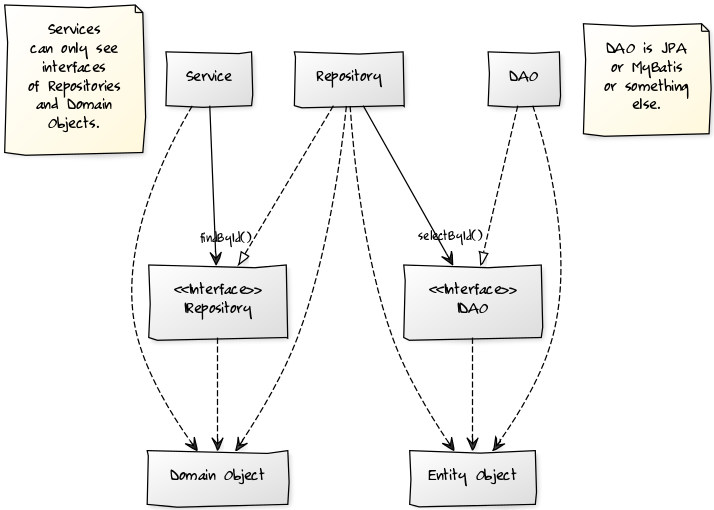 Services
can only see
interfaces
of Repositories
and Domain
Objects.
Service
Repository
DAO
DAO is JPA
or MyBatis
or something
else.
findById()
selectById()
<<Interface>>
IRepository
<<Interface>>
IDAO
Domain Object
Entity Object